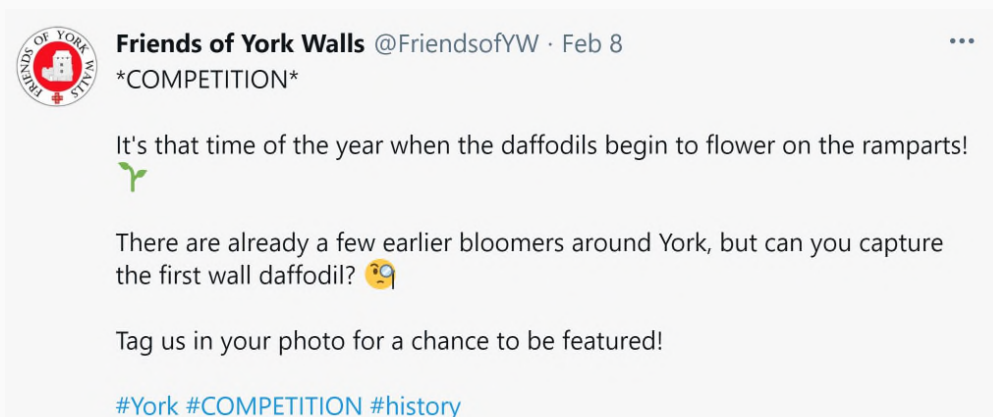 FRIENDS OF YORK WALLS
Friends of York Walls @FriendsofYW · Feb 8
*COMPETITION*
It's that time of the year when the daffodils begin to flower on the ramparts!
🌱
There are already a few earlier bloomers around York, but can you capture
the first wall daffodil? 🧐
Tag us in your photo for a chance to be featured!
#York #COMPETITION #history